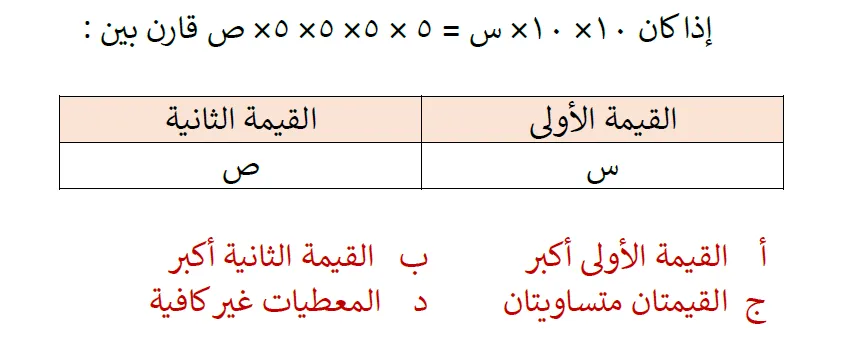 إذا كان ١٠× ١٠× س = ٥ × ٥× ٥× ٥× ص قارن بين :
القيمة الأولى القيمة الثانية
س ص
أ القيمة الأولى أكبر ب القيمة الثانية أكبر
ج القيمتان متساويتان د المعطيات غير كافية